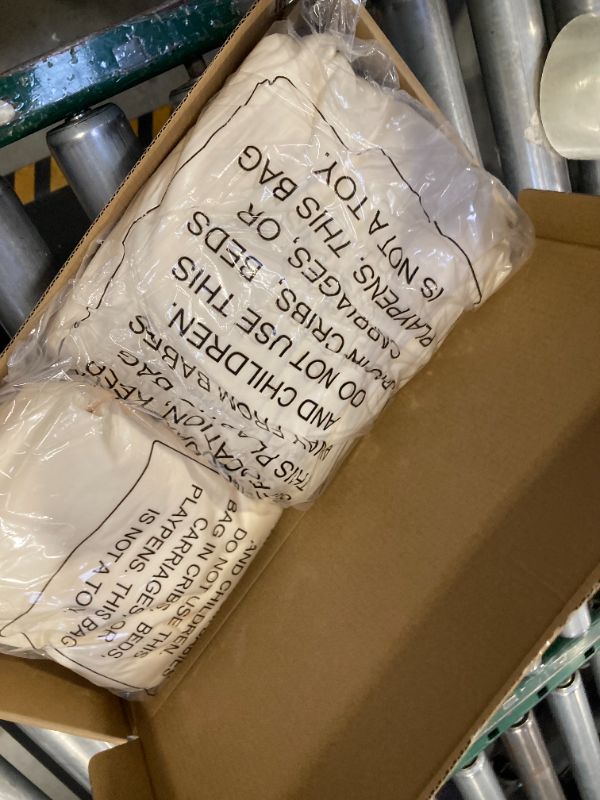 THIS PLASTIC BAG
AWAY FROM BABIES
AND CHILDREN.
DO NOT USE THIS
IN CRIBS, BEDS
CARRIAGES, OR
PLAYPENS. THIS BAG
IS NOT A TOY.
AND CHILDREN
DO NOT USE THIS
BAG IN CRIBS, BEDS,
CARRIAGES, OR
PLAYPENS. THIS BAG
IS NOT A TOY